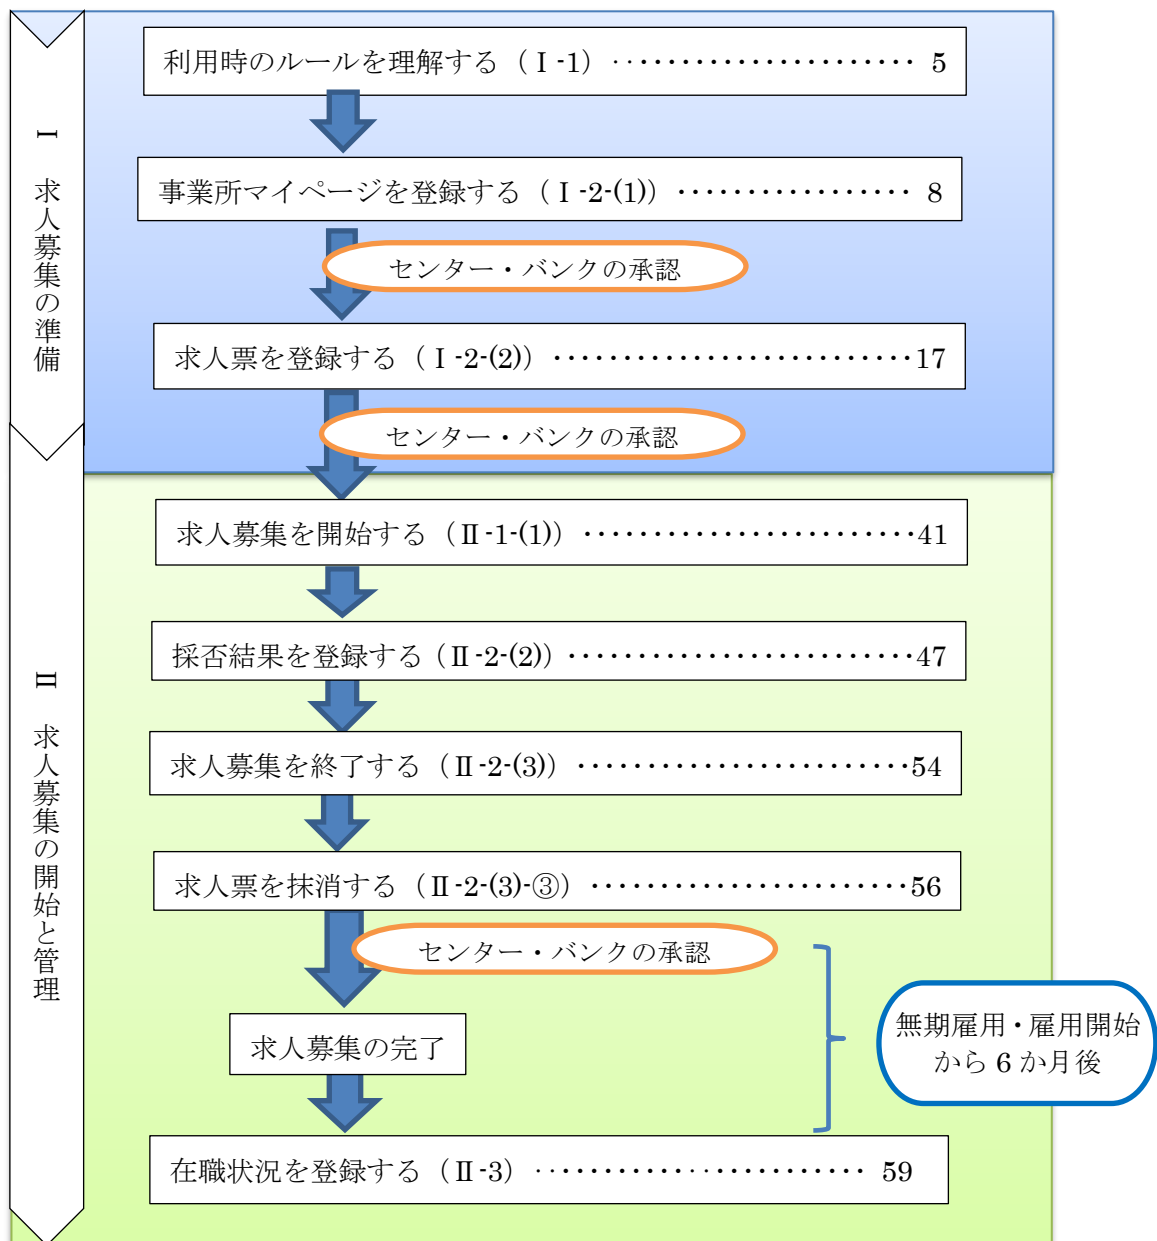 Ⅰ 求人募集の準備
利用時のルールを理解する（Ⅰ-1）‥‥‥‥‥‥‥‥‥‥‥ 5
事業所マイページを登録する（Ⅰ-2-(1)）‥‥‥‥‥‥‥‥ 8
センター・バンクの承認
求人票を登録する（Ⅰ-2-(2)）‥‥‥‥‥‥‥‥‥‥‥‥‥17
センター・バンクの承認
Ⅱ 求人募集の開始と管理
求人募集を開始する（Ⅱ-1-(1)）‥‥‥‥‥‥‥‥‥‥‥‥‥41
採否結果を登録する（Ⅱ-2-(2)）‥‥‥‥‥‥‥‥‥‥‥‥‥47
求人募集を終了する（Ⅱ-2-(3)）‥‥‥‥‥‥‥‥‥‥‥‥54
求人票を抹消する（Ⅱ-2-(3)-③）‥‥‥‥‥‥‥‥‥‥‥56
センター・バンクの承認
無期雇用・雇用開始
から 6 か月後
求人募集の完了
在職状況を登録する（Ⅱ-3）‥‥‥‥‥‥‥‥‥‥‥‥ 59